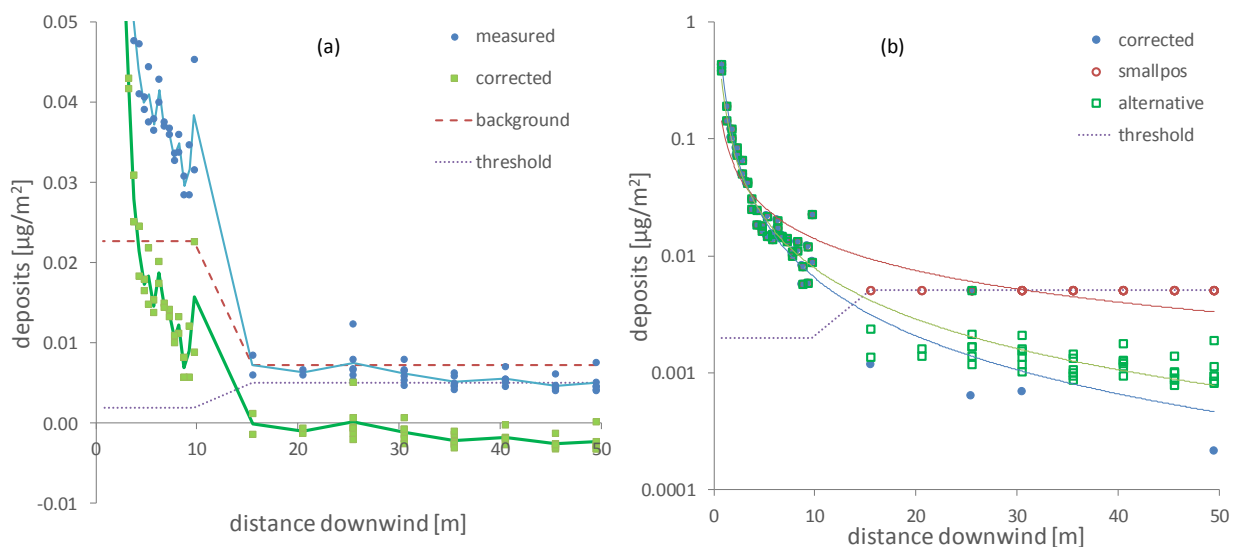 0.05
0.04
0.03
0.02
0.01
0.00
-0.01
deposits [µg/m²]
(a)
measured
corrected
background
threshold
0 10 20 30 40 50
distance downwind [m]
1
0.1
0.01
0.001
0.0001
deposits [µg/m²]
(b)
corrected
smallpos
alternative
threshold
0 10 20 30 40 50
distance downwind [m]